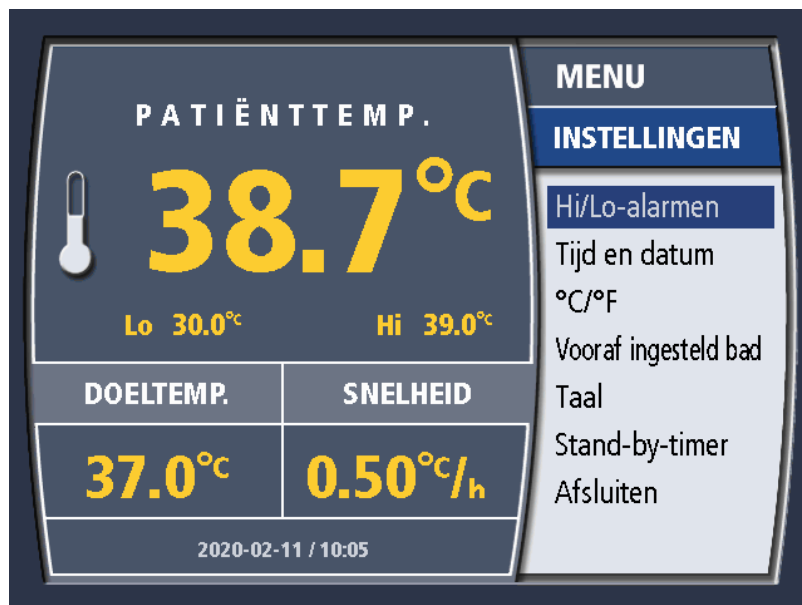 PATIËNTTEMP.
38.7°C
Lo 30.0°C Hi 39.0°C
DOELTEMP. SNELHEID
37.0°C 0.50°C/h
2020-02-11 / 10:05
MENU
INSTELLINGEN
Hi/Lo-alarmen
Tijd en datum
°C/°F
Vooraf ingesteld bad
Taal
Stand-by-timer
Afsluiten